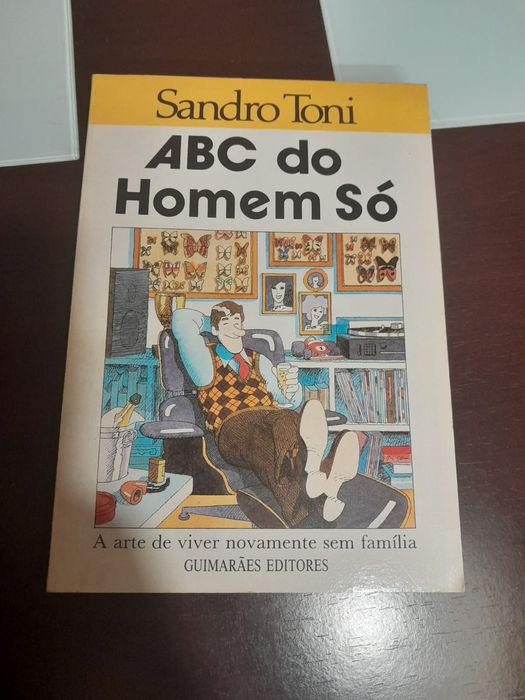 Sandro Toni
ABC do
Homem Só
A arte de viver novamente sem família
GUIMARÃES EDITORES